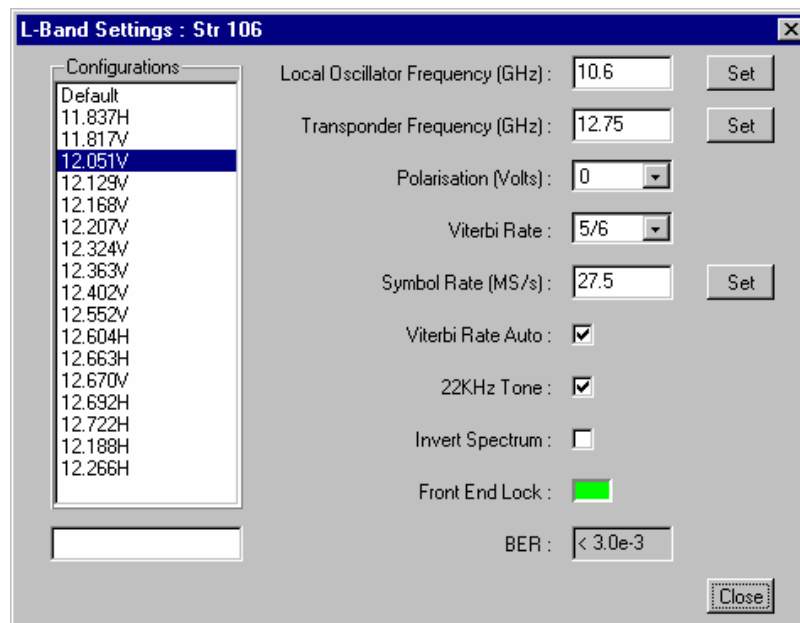 L-Band Settings : Str 106
Configurations
Default
11.837H
11.817V
12.051V
12.129V
12.168V
12.207V
12.324V
12.363V
12.402V
12.552V
12.604H
12.663H
12.670V
12.692H
12.722H
12.188H
12.266H
Local Oscillator Frequency (GHz) : 10.6 Set
Transponder Frequency (GHz) : 12.75 Set
Polarisation (Volts) : 0
Viterbi Rate : 5/6
Symbol Rate (MS/s) : 27.5 Set
Viterbi Rate Auto :
22KHz Tone :
Invert Spectrum :
Front End Lock :
BER : < 3.0e-3
Close